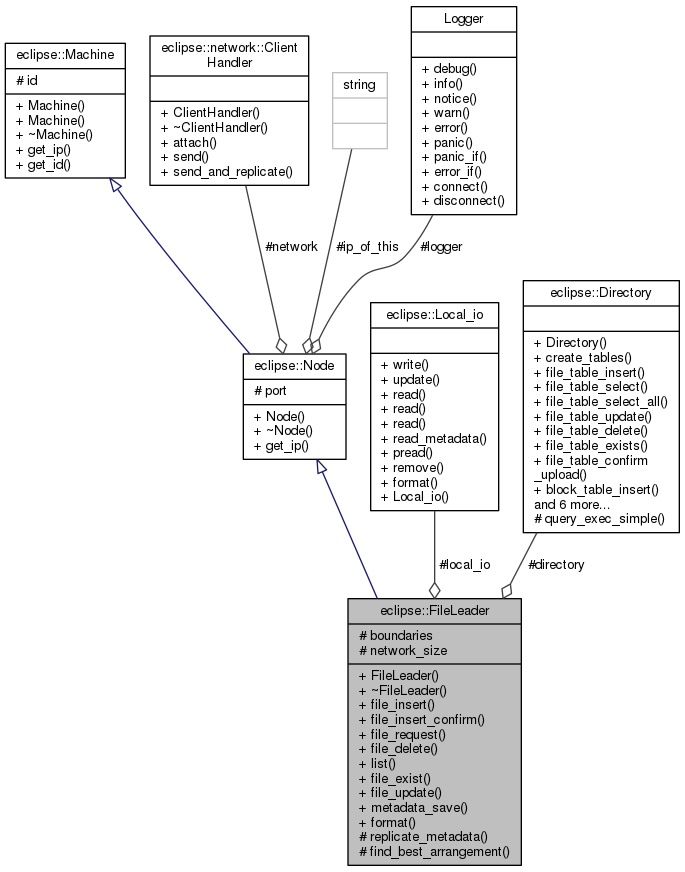 eclipse::Machine
# id
+ Machine()
+ Machine()
+ ~Machine()
+ get_ip()
+ get_id()
eclipse::network::Client
Handler
+ ClientHandler()
+ ~ClientHandler()
+ attach()
+ send()
+ send_and_replicate()
string
Logger
+ debug()
+ info()
+ notice()
+ warn()
+ error()
+ panic()
+ panic_if()
+ error_if()
+ connect()
+ disconnect()
#network
#ip_of_this
#logger
eclipse::Node
# port
+ Node()
+ ~Node()
+ get_ip()
eclipse::Local_io
+ write()
+ update()
+ read()
+ read()
+ read()
+ read_metadata()
+ pread()
+ remove()
+ format()
+ Local_io()
eclipse::Directory
+ Directory()
+ create_tables()
+ file_table_insert()
+ file_table_select()
+ file_table_select_all()
+ file_table_update()
+ file_table_delete()
+ file_table_exists()
+ file_table_confirm
_upload()
+ block_table_insert()
and 6 more...
# query_exec_simple()
#local_io
#directory
eclipse::FileLeader
# boundaries
# network_size
+ FileLeader()
+ ~FileLeader()
+ file_insert()
+ file_insert_confirm()
+ file_request()
+ file_delete()
+ list()
+ file_exist()
+ file_update()
+ metadata_save()
+ format()
# replicate_metadata()
# find_best_arrangement()